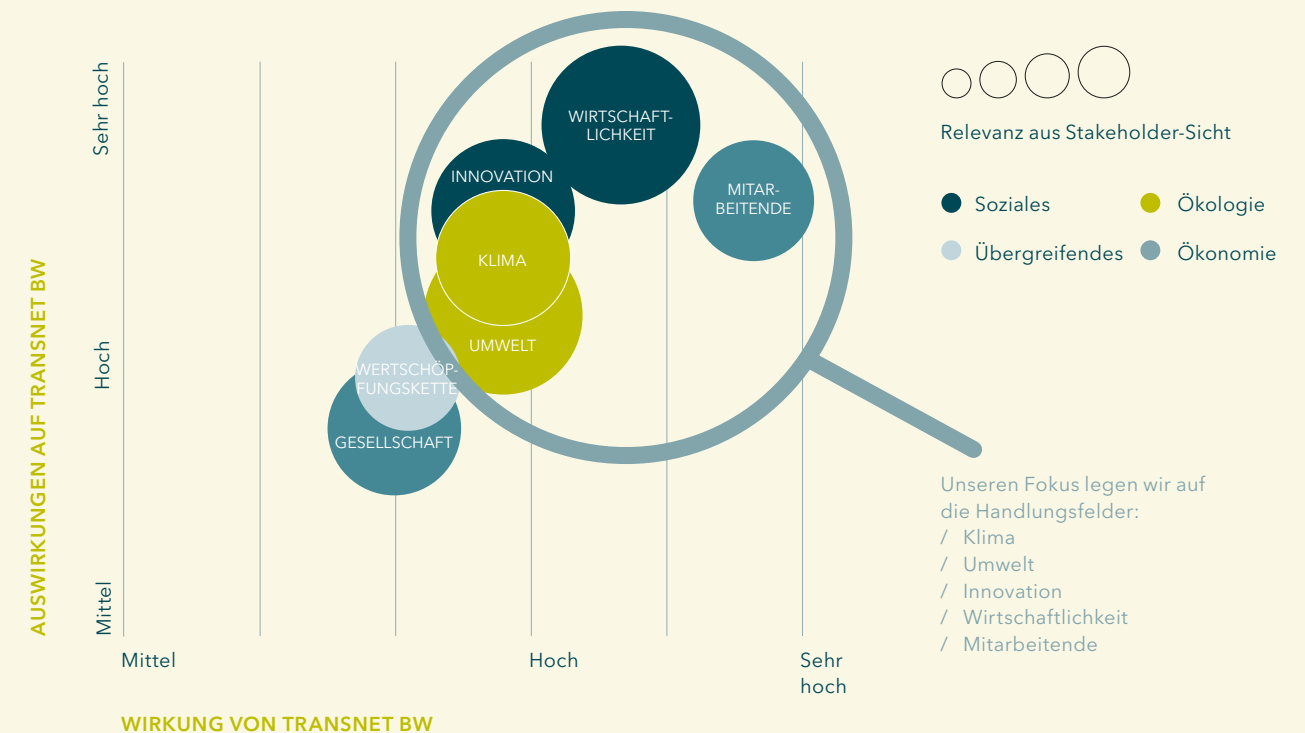 AUSWIRKUNGEN AUF TRANSNET BW
Sehr hoch
Hoch
Mittel
WIRTSCHAFT-
LICHKEIT
INNOVATION
MITAR-
BEITENDE
KLIMA
UMWELT
WERTSCHÖP-
FUNGSKETTE
GESELLSCHAFT
Mittel
Hoch
Sehr
hoch
WIRKUNG VON TRANSNET BW
Relevanz aus Stakeholder-Sicht
Soziales
Ökologie
Übergreifendes
Ökonomie
Unseren Fokus legen wir auf
die Handlungsfelder:
/ Klima
/ Umwelt
/ Innovation
/ Wirtschaftlichkeit
/ Mitarbeitende